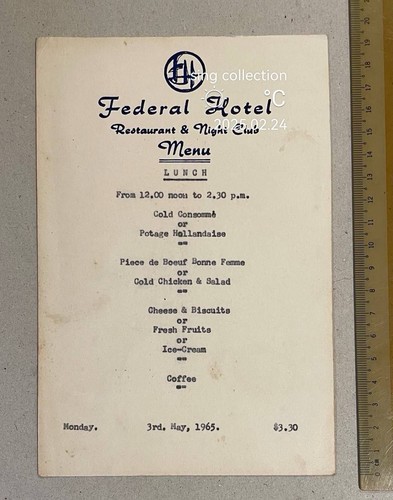 FH
smg collection
°C
Federal Hotel
2025.02.24
Restaurant & Night Club
Menu
LUNCH
From 12.00 noon to 2.30 p.m.
Cold Consommé
or
Potage Hollandaise
Piece de Boeuf Bonne Femme
or
Cold Chicken & Salad
Cheese & Biscuits
or
Fresh Fruits
or
Ice-Cream
Coffee
Monday. 3rd. May, 1965. $3.30